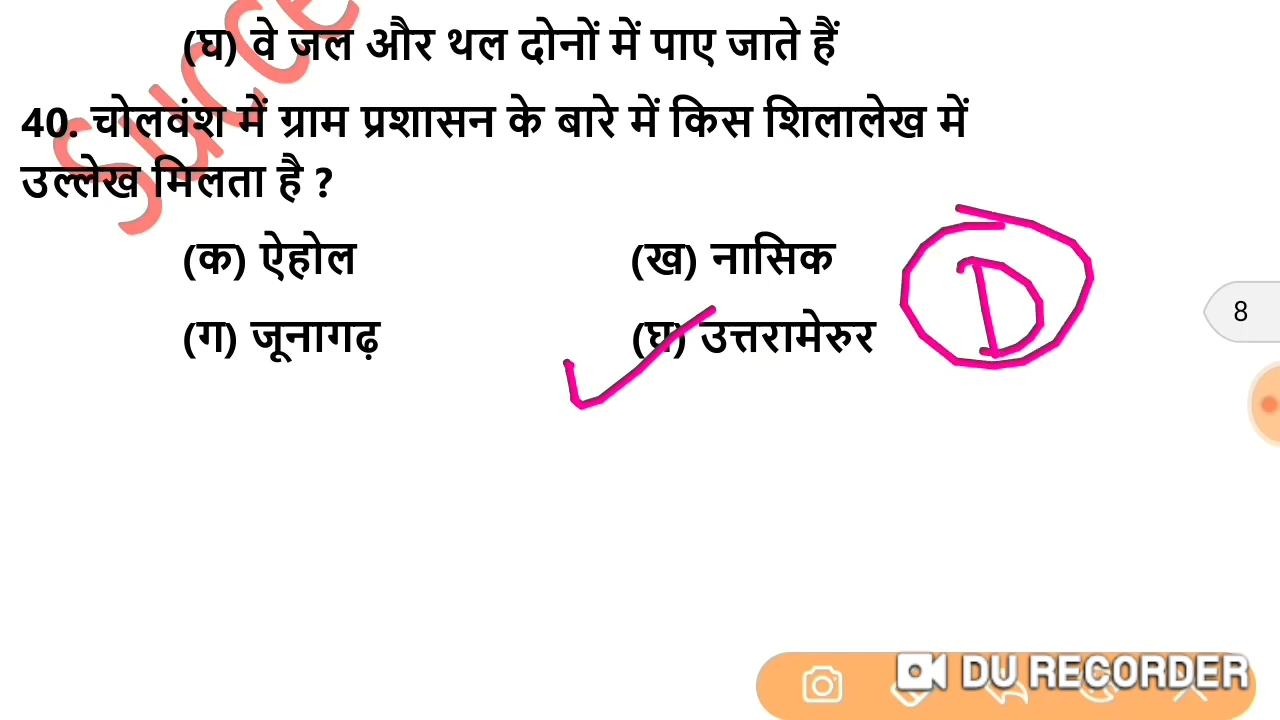 (घ) वे जल और थल दोनों में पाए जाते हैं
40. चोलवंश में ग्राम प्रशासन के बारे में किस शिलालेख में
उल्लेख मिलता है ?
(क) ऐहोल (ख) नासिक
(ग) जूनागढ़ (घ) उत्तरामेरुर
D
8
DU RECORDER